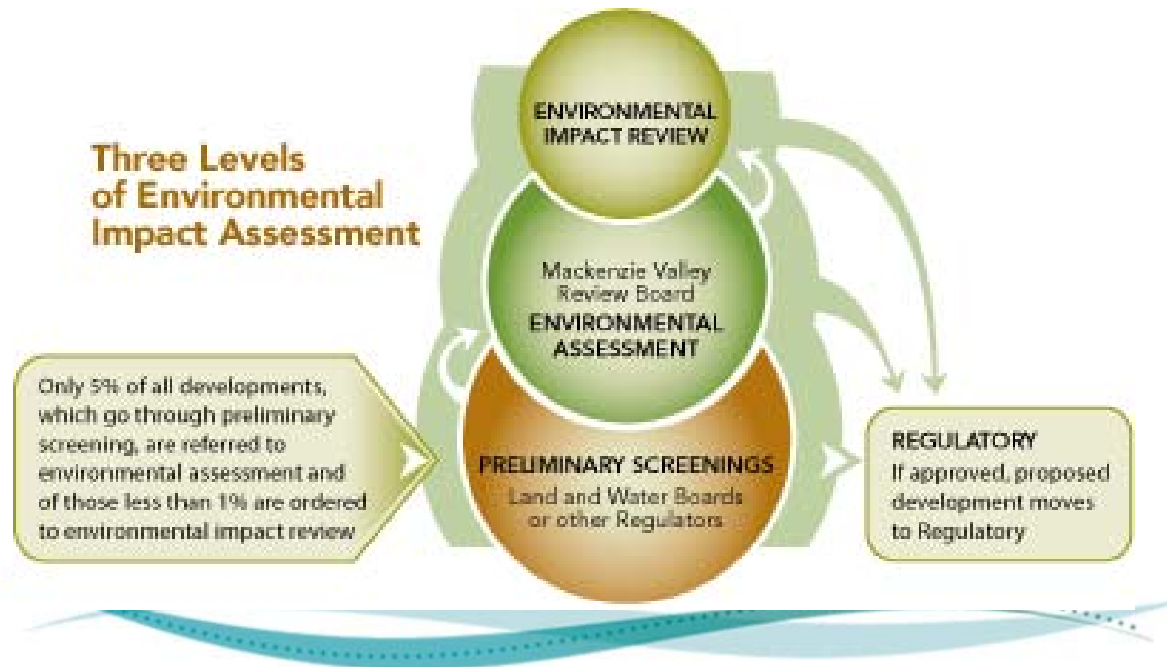 Three Levels
of Environmental
Impact Assessment
ENVIRONMENTAL
IMPACT REVIEW
Mackenzie Valley
Review Board
ENVIRONMENTAL
ASSESSMENT
PRELIMINARY SCREENINGS
Land and Water Boards
or other Regulators
Only 5% of all developments,
which go through preliminary
screening, are referred to
environmental assessment and
of those less than 1% are ordered
to environmental impact review
REGULATORY
If approved, proposed
development moves
to Regulatory